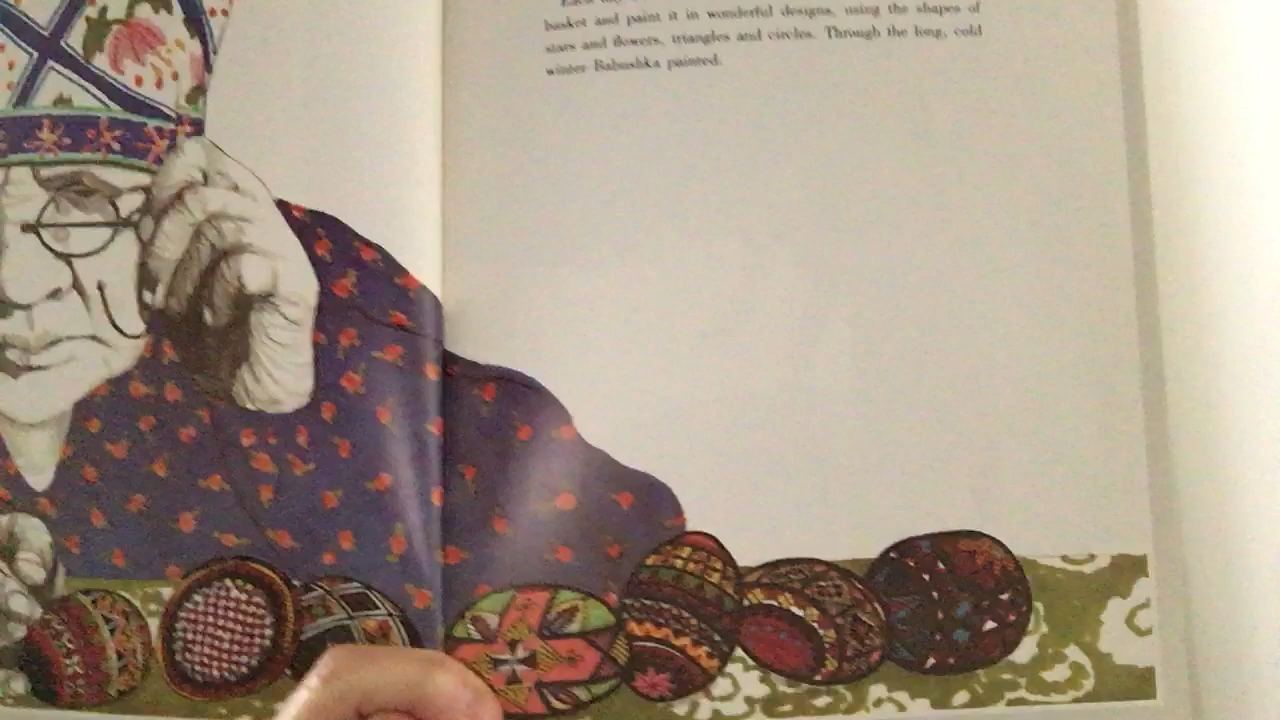 Each
basket and paint it in wonderful designs, using the shapes of
stars and flowers, triangles and circles. Through the long, cold
winter Babushka painted.